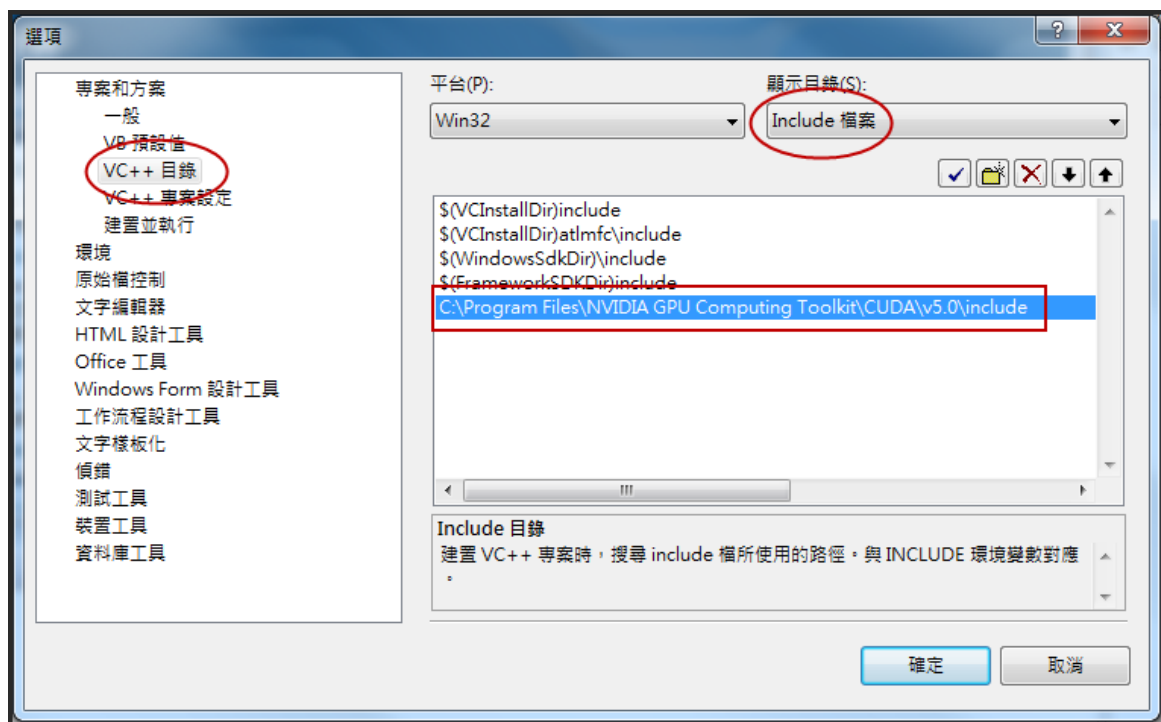 選項
專案和方案
一般
VB 預設值
VC++ 目錄
VC++ 專案設定
建置並執行
環境
原始檔控制
文字編輯器
HTML 設計工具
Office 工具
Windows Form 設計工具
工作流程設計工具
文字樣板化
偵錯
測試工具
裝置工具
資料庫工具
平台(P):
顯示目錄(S):
Win32
Include 檔案
$(VCInstallDir)include
$(VCInstallDir)atlmfc\include
$(WindowsSdkDir)\include
$(FrameworkSDKDir)include
C:\Program Files\NVIDIA GPU Computing Toolkit\CUDA\v5.0\include
Include 目錄
建置 VC++ 專案時，搜尋 include 檔所使用的路徑。與 INCLUDE 環境變數對應
。
確定
取消